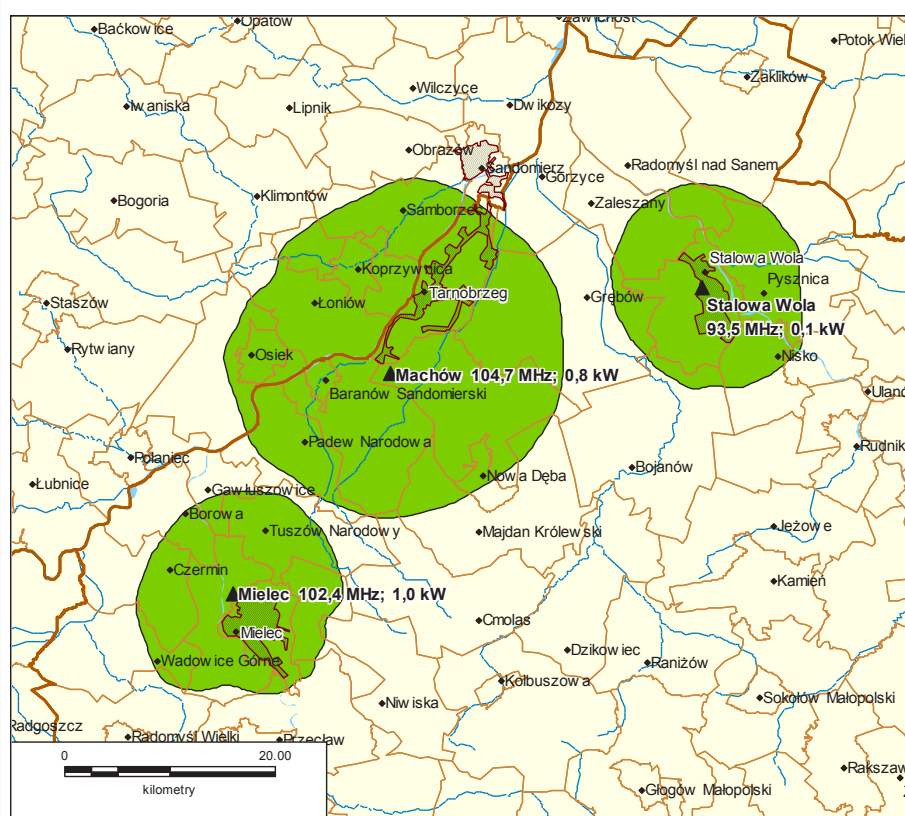 Baćkowice
Opatów
Zawichost
Potok Wiel
Zaklików
Wilczyce
Iwaniska
Lipnik
Dwikozy
Obrazów
Sandomierz
Radomyśl nad Sanem
Górzyce
Bogoria
Klimontów
Samborzec
Zaleszany
Koprzywnica
Stalowa Wola
Pysznica
Staszów
Łoniów
Tarnobrzeg
Grębów
Stalowa Wola
93,5 MHz; 0,1 kW
Rytwiany
Osiek
Nisko
Machów 104,7 MHz; 0,8 kW
Baranów Sandomierski
Ulanó
Padew Narodowa
Rudnik
Połaniec
Nowa Dęba
Bojanów
Łubnice
Gawłuszowice
Borowa
Tuszów Narodowy
Majdan Królewski
Jeżowe
Czermin
Kamień
Mielec 102,4 MHz; 1,0 kW
Cmolas
Mielec
Dzikowiec
Wadowice Górne
Raniżów
Kolbuszowa
Niwiska
Sokołów Małopolski
Radgoszcz
Radomyśl Wielki
Przecław
0
20.00
kilometry
Rakszaw
Głogów Małopolski